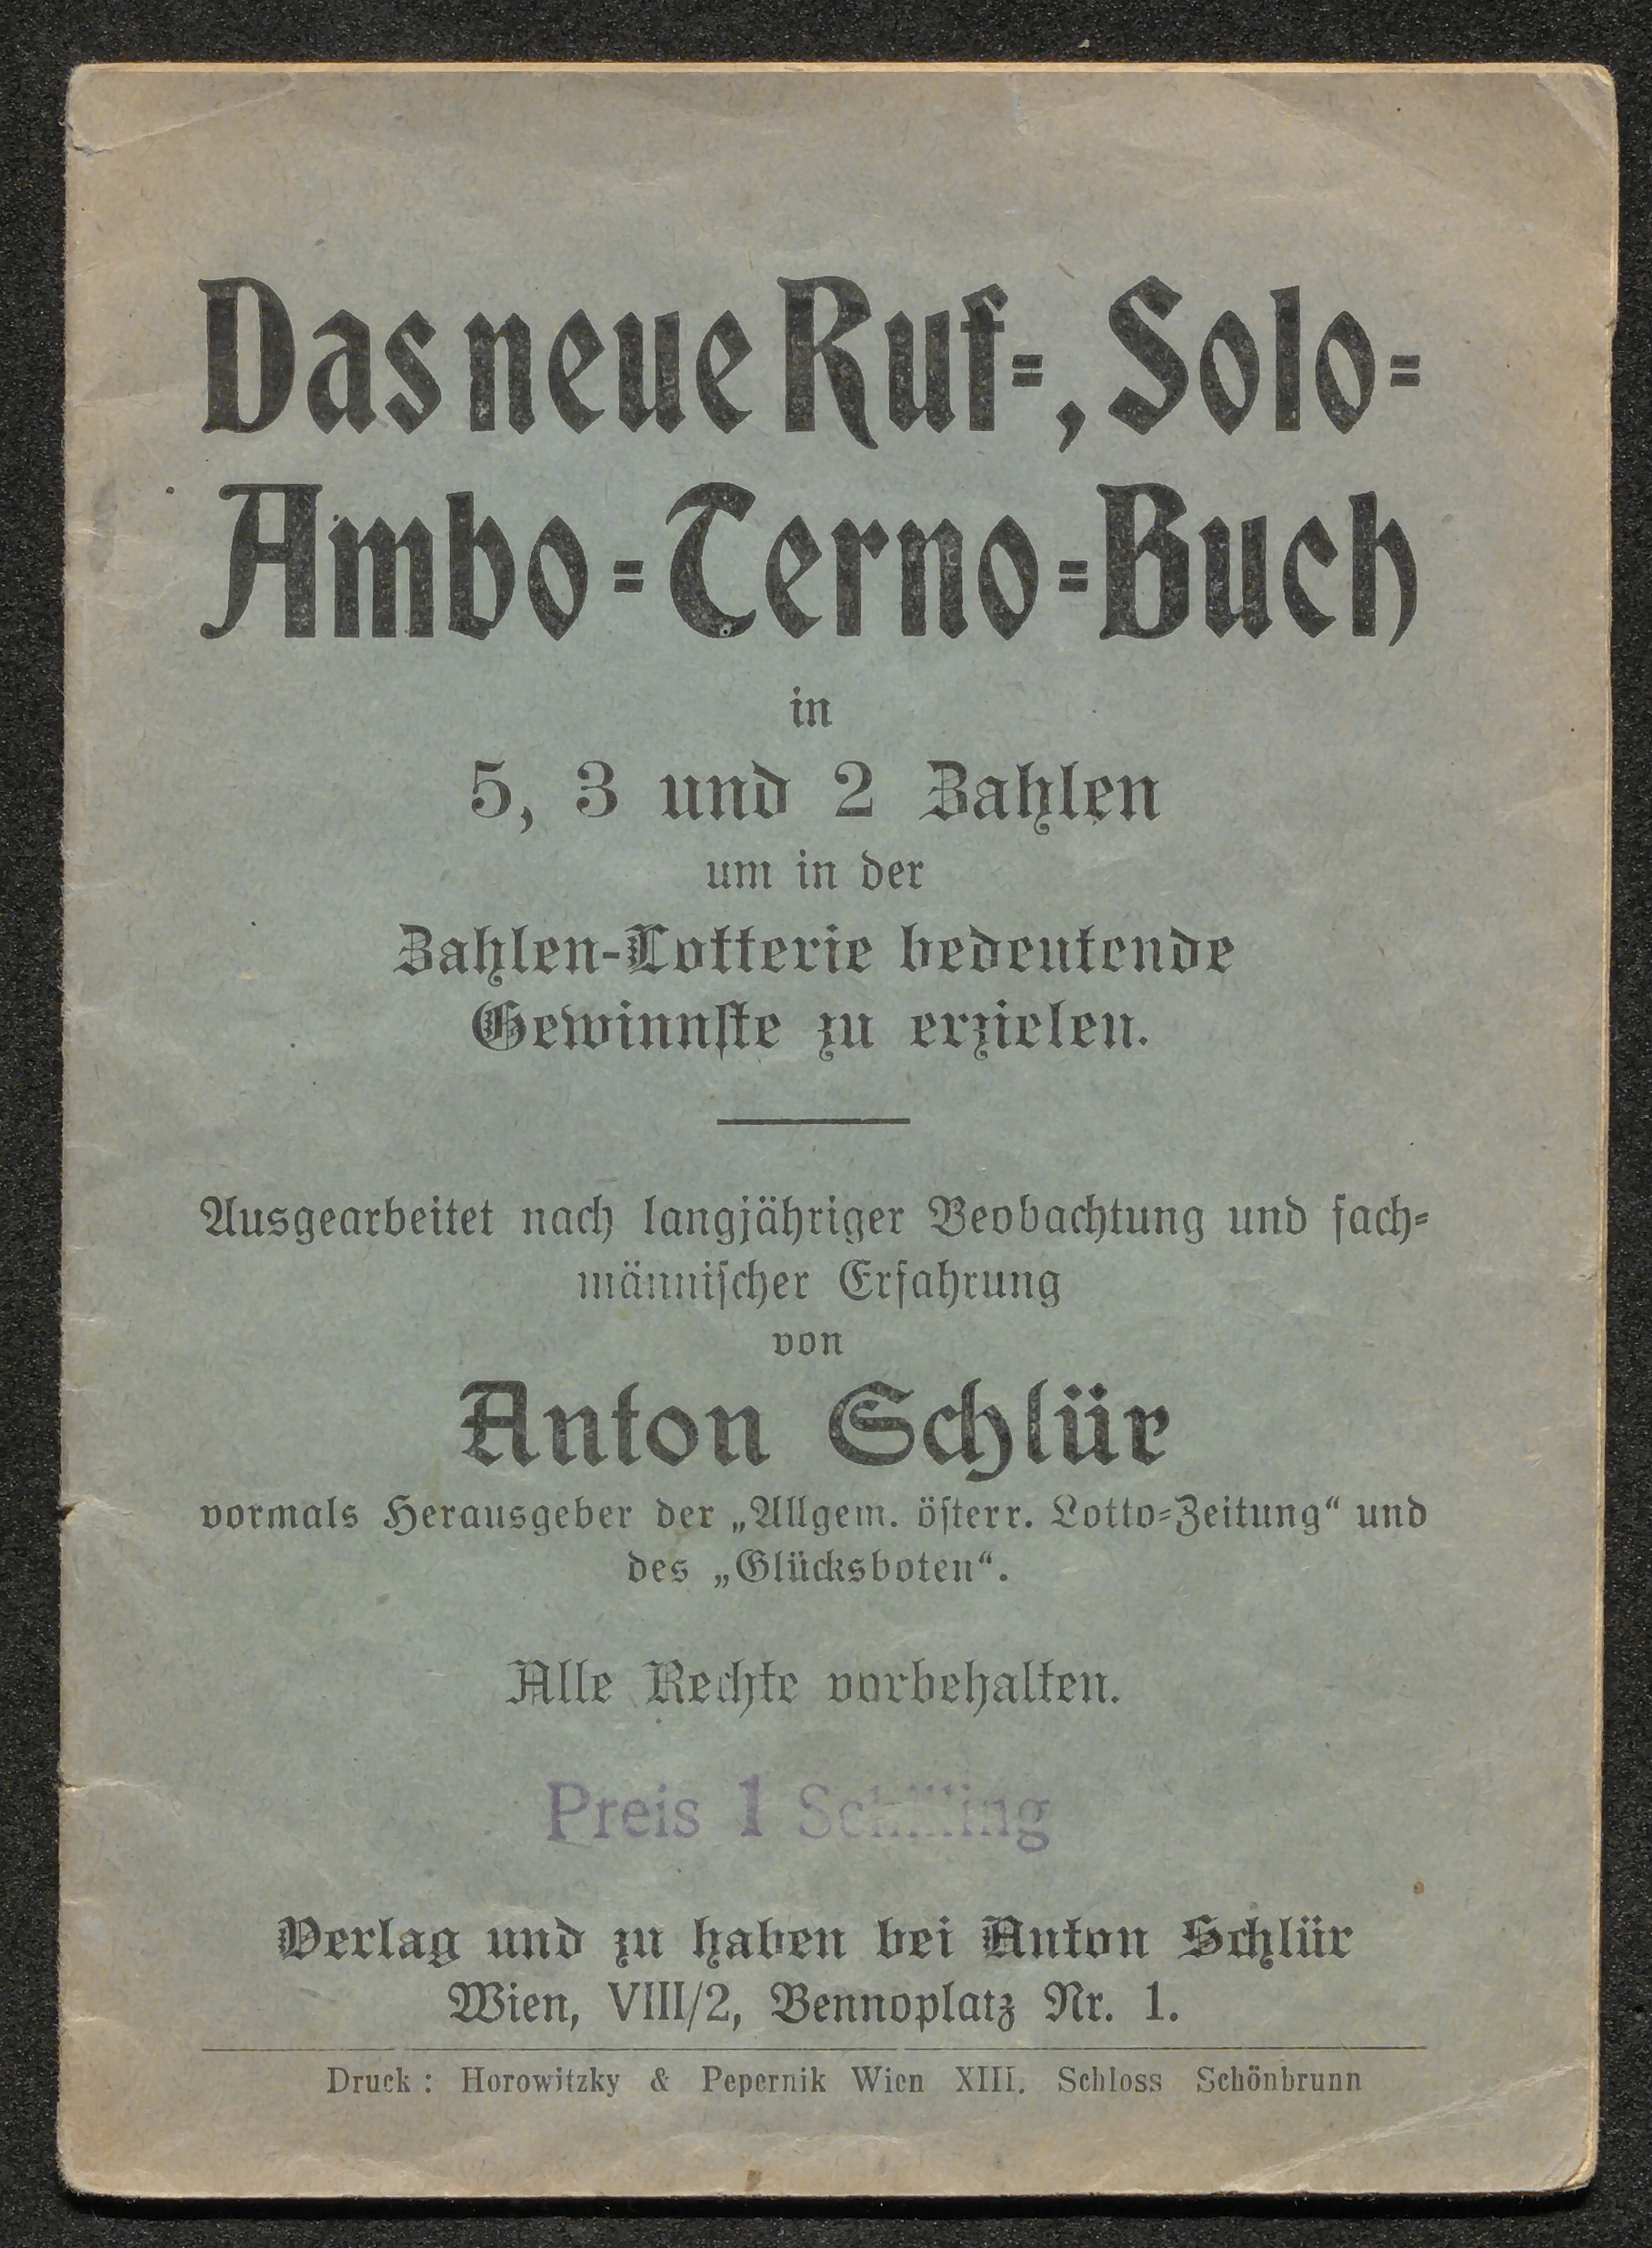 Das neue Ruf=, Solo=
Ambo=Terno=Buch
in
5, 3 und 2 Zahlen
um in der
Zahlen-Lotterie bedeutende
Gewinnste zu erzielen.
Ausgearbeitet nach langjähriger Beobachtung und fach=
männischer Erfahrung
von
Anton Schlür
vormals Herausgeber der „Allgem. österr. Lotto=Zeitung“ und
des „Glücksboten“.
Alle Rechte vorbehalten.
Preis 1 Schilling
Verlag und zu haben bei Anton Schlür
Wien, VIII/2, Bennoplatz Nr. 1.
Druck : Horowitzky & Pepernik Wien XIII. Schloss Schönbrunn